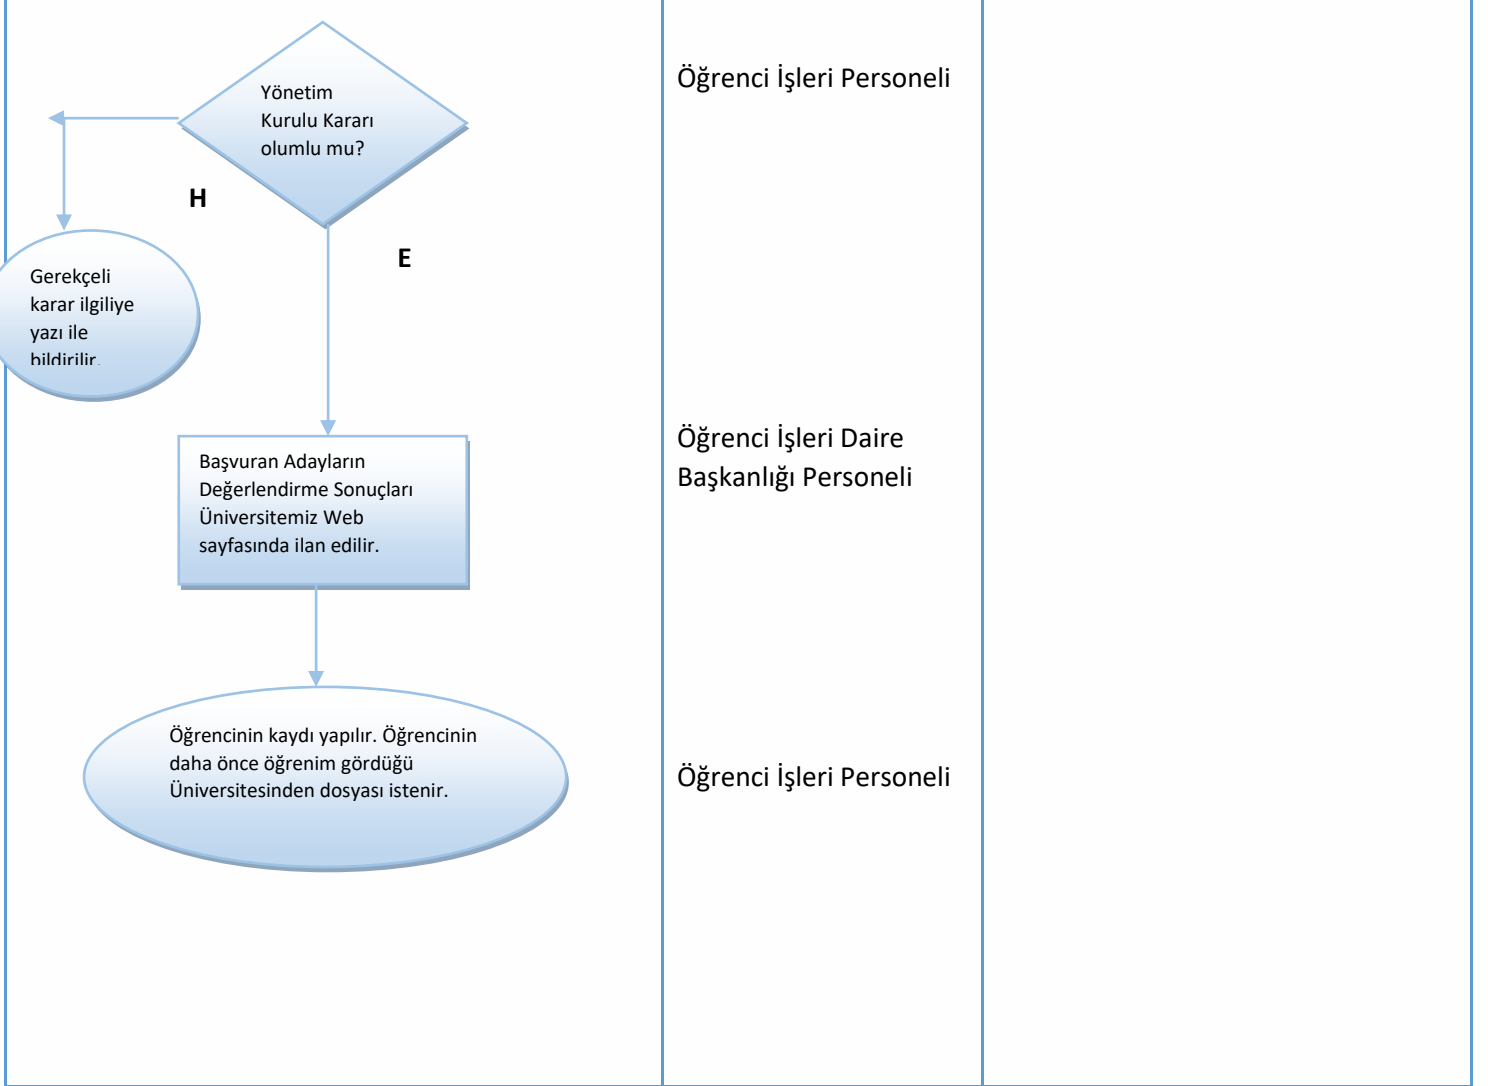 Yönetim
Kurulu Kararı
olumlu mu?
Öğrenci İşleri Personeli
H
E
Gerekçeli
karar ilgiliye
yazı ile
bildirilir.
Başvuran Adayların
Değerlendirme Sonuçları
Üniversitemiz Web
sayfasında ilan edilir.
Öğrenci İşleri Daire
Başkanlığı Personeli
Öğrencinin kaydı yapılır. Öğrencinin
daha önce öğrenim gördüğü
Üniversitesinden dosyası istenir.
Öğrenci İşleri Personeli